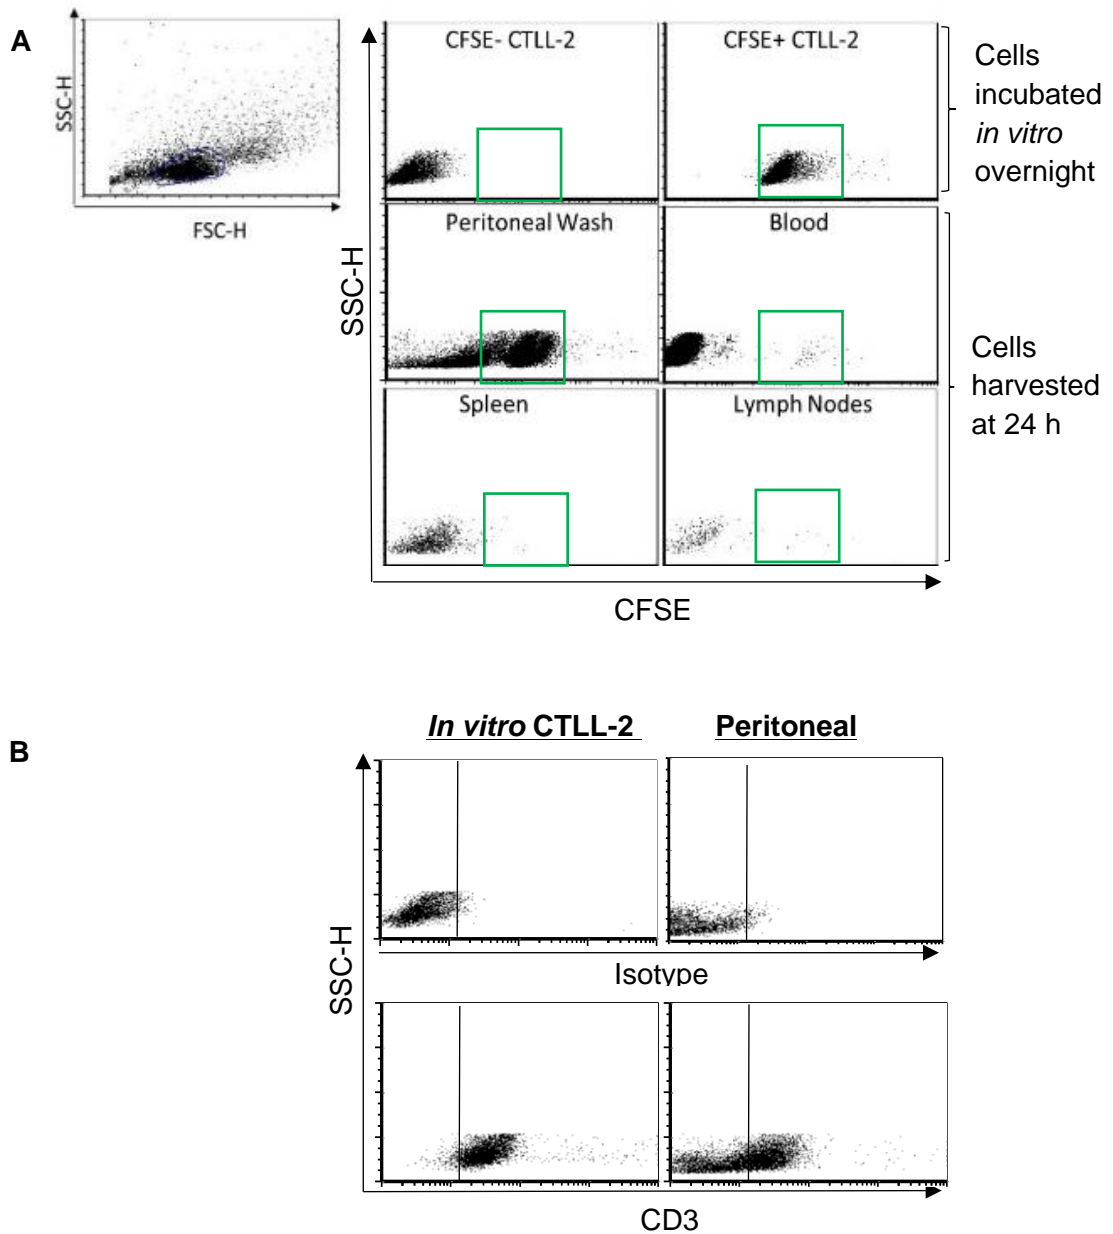 A
SSC-H
FSC-H
CFSE- CTLL-2
CFSE+ CTLL-2
Cells
incubated
in vitro
overnight
Peritoneal Wash
Blood
SSC-H
Cells
harvested
at 24 h
Spleen
Lymph Nodes
CFSE
B
In vitro CTLL-2
Peritoneal
SSC-H
Isotype
CD3